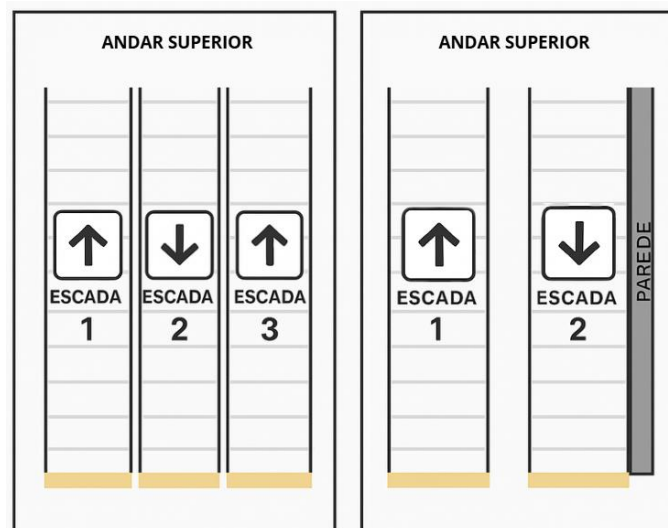 ANDAR SUPERIOR
ESCADA
1
ESCADA
2
ESCADA
3
ANDAR SUPERIOR
ESCADA
1
ESCADA
2
PAREDE